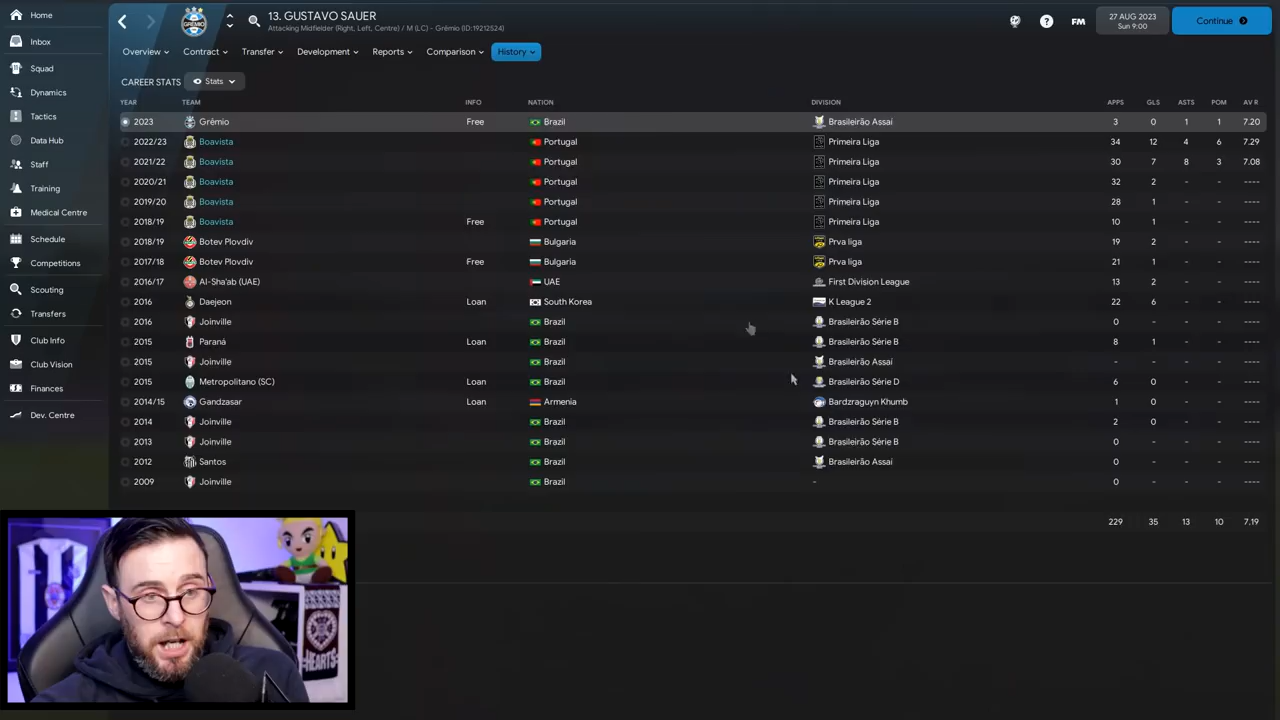 Home
Inbox
Squad
Dynamics
Tactics
Data Hub
Staff
Training
Medical Centre
Schedule
Competitions
Scouting
Transfers
Club Info
Club Vision
Finances
Dev. Centre
13. GUSTAVO SAUER
Attacking Midfielder (Right, Left, Centre) / M (LC) - Grêmio (ID:19212524)
? FM 27 AUG 2023 Sun 9:00 Continue
Overview Contract Transfer Development Reports Comparison History
CAREER STATS Stats
YEAR TEAM INFO NATION DIVISION APPS GLS ASTS POM AV R
2023 Grêmio Free Brazil Brasileirão Assaí 3 0 1 1 7.20
2022/23 Boavista Portugal Primeira Liga 34 12 4 6 7.29
2021/22 Boavista Portugal Primeira Liga 30 7 8 3 7.08
2020/21 Boavista Portugal Primeira Liga 32 2 - - ----
2019/20 Boavista Portugal Primeira Liga 28 1 - - ----
2018/19 Boavista Free Portugal Primeira Liga 10 1 - - ----
2018/19 Botev Plovdiv Bulgaria Prva liga 19 2 - - ----
2017/18 Botev Plovdiv Free Bulgaria Prva liga 21 1 - - ----
2016/17 Al-Sha'ab (UAE) UAE First Division League 13 2 - - ----
2016 Daejeon Loan South Korea K League 2 22 6 - - ----
2016 Joinville Brazil Brasileirão Série B 0 - - - ----
2015 Paraná Loan Brazil Brasileirão Série B 8 1 - - ----
2015 Joinville Brazil Brasileirão Assaí - - - - ----
2015 Metropolitano (SC) Loan Brazil Brasileirão Série D 6 0 - - ----
2014/15 Gandzasar Loan Armenia Bardzraguyn Khumb 1 0 - - ----
2014 Joinville Brazil Brasileirão Série B 2 0 - - ----
2013 Joinville Brazil Brasileirão Série B 0 - - - ----
2012 Santos Brazil Brasileirão Assaí 0 - - - ----
2009 Joinville Brazil - 0 - - - ----
229 35 13 10 7.19
HEARTS